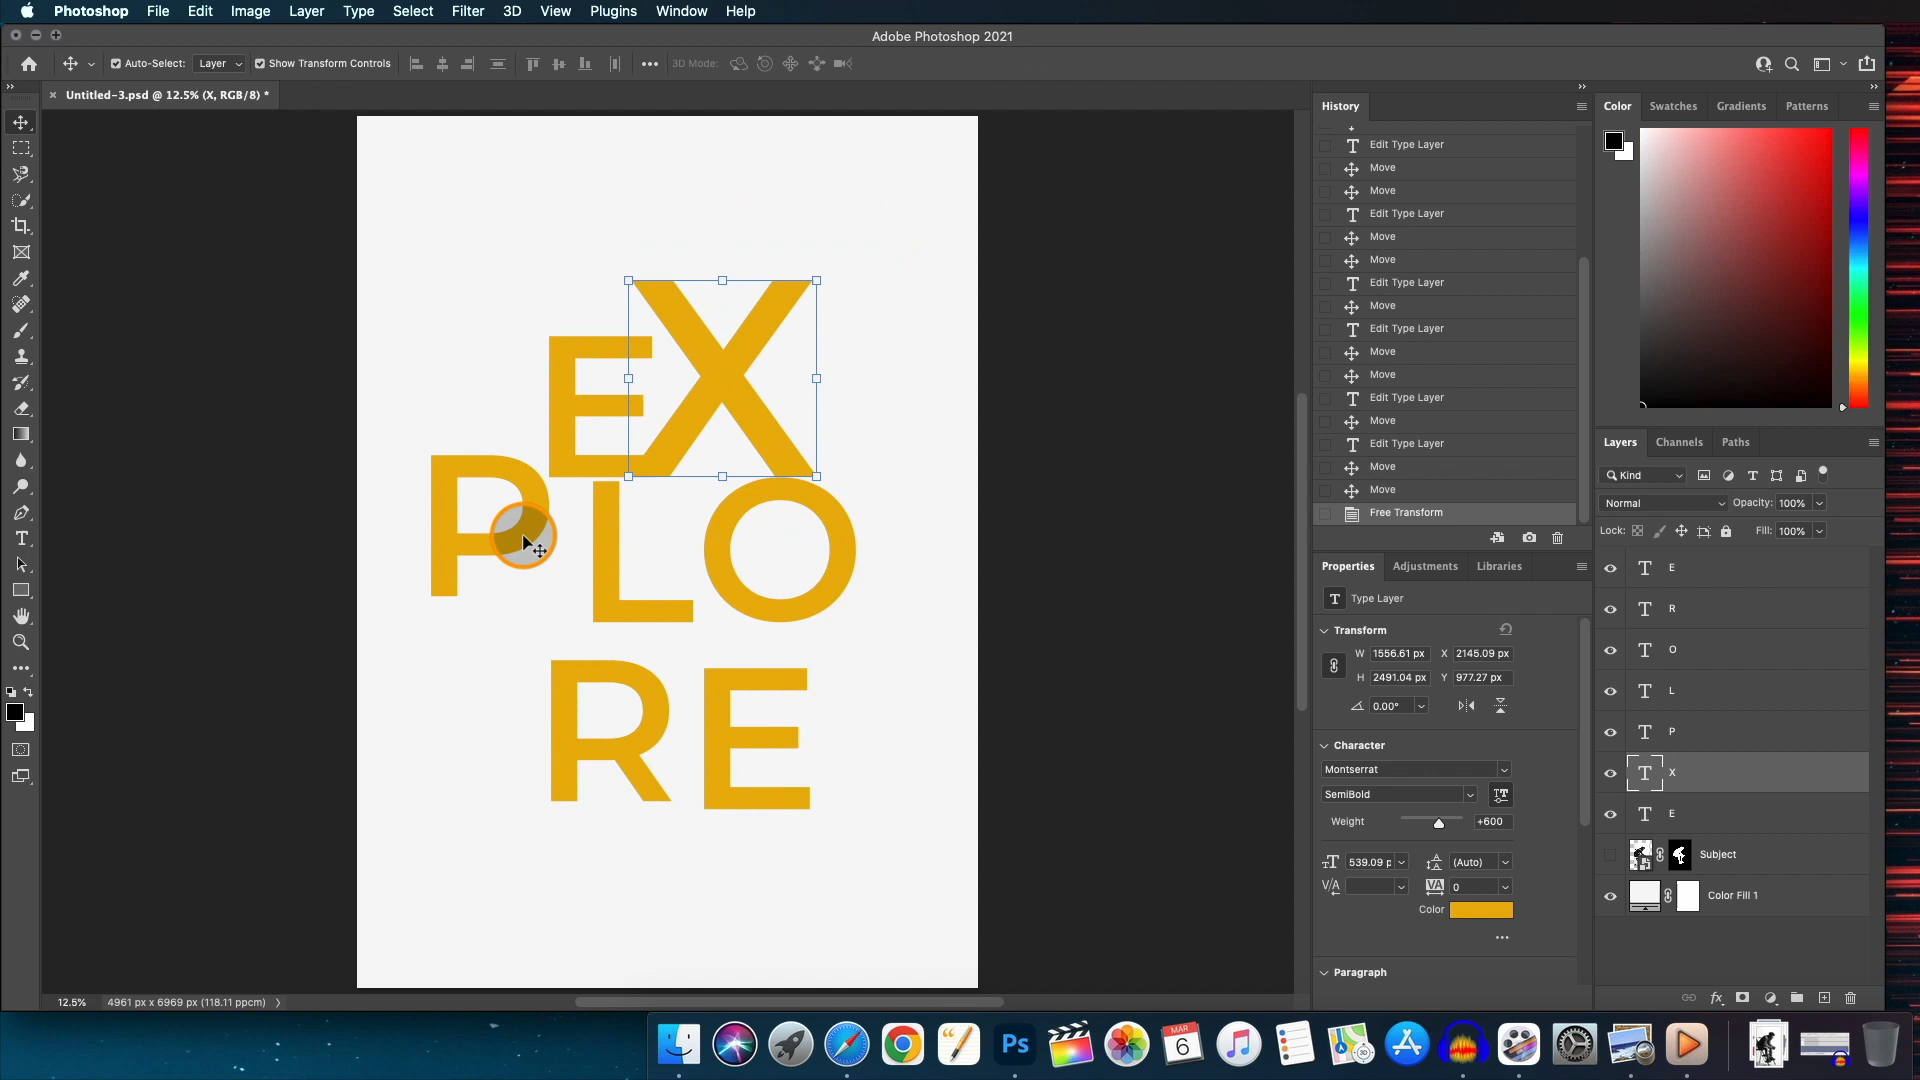 Photoshop File Edit Image Layer Type Select Filter 3D View Plugins Window Help
Adobe Photoshop 2021
Auto-Select: Layer Show Transform Controls 3D Mode:
Untitled-3.psd @ 12.5% (X, RGB/8) *
History
Edit Type Layer
Move
Move
Edit Type Layer
Move
Move
Edit Type Layer
Move
Edit Type Layer
Move
Move
Edit Type Layer
Move
Edit Type Layer
Move
Move
Free Transform
Color Swatches Gradients Patterns
EX
PLO
RE
Properties Adjustments Libraries
T Type Layer
Transform
W 1556.61 px X 2145.09 px
H 2491.04 px Y 977.27 px
0.00°
Character
Montserrat
SemiBold
Weight +600
539.09 p (Auto)
V/A VA 0
Color
Paragraph
Layers Channels Paths
Kind
Normal Opacity: 100%
Lock: Fill: 100%
T E
T R
T O
T L
T P
T X
T E
Subject
Color Fill 1
fx
12.5% 4961 px x 6969 px (118.11 ppcm)
Ps
MAR
6